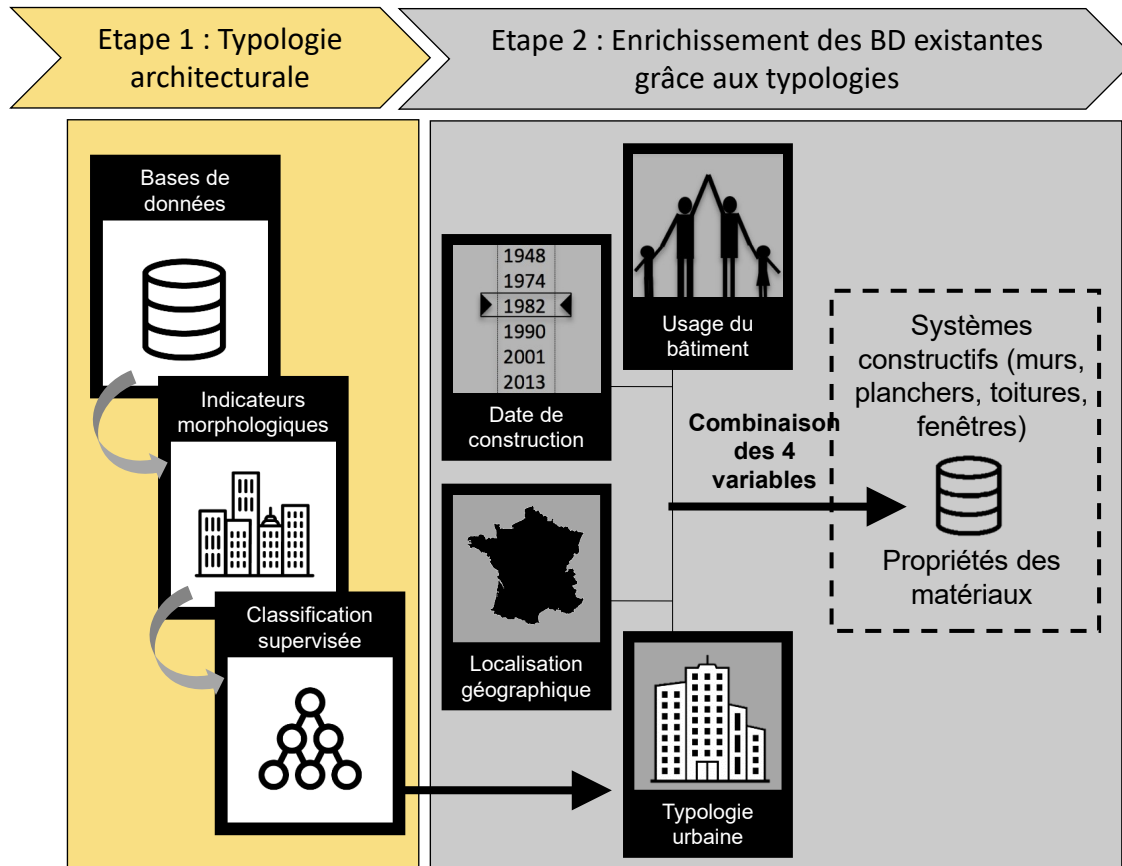 Etape 1 : Typologie
architecturale
Etape 2 : Enrichissement des BD existantes
grâce aux typologies
Bases de
données
Indicateurs
morphologiques
Classification
supervisée
1948
1974
1982
1990
2001
2013
Date de
construction
Usage du
bâtiment
Localisation
géographique
Typologie
urbaine
Combinaison
des 4
variables
Systèmes
constructifs (murs,
planchers, toitures,
fenêtres)
Propriétés des
matériaux